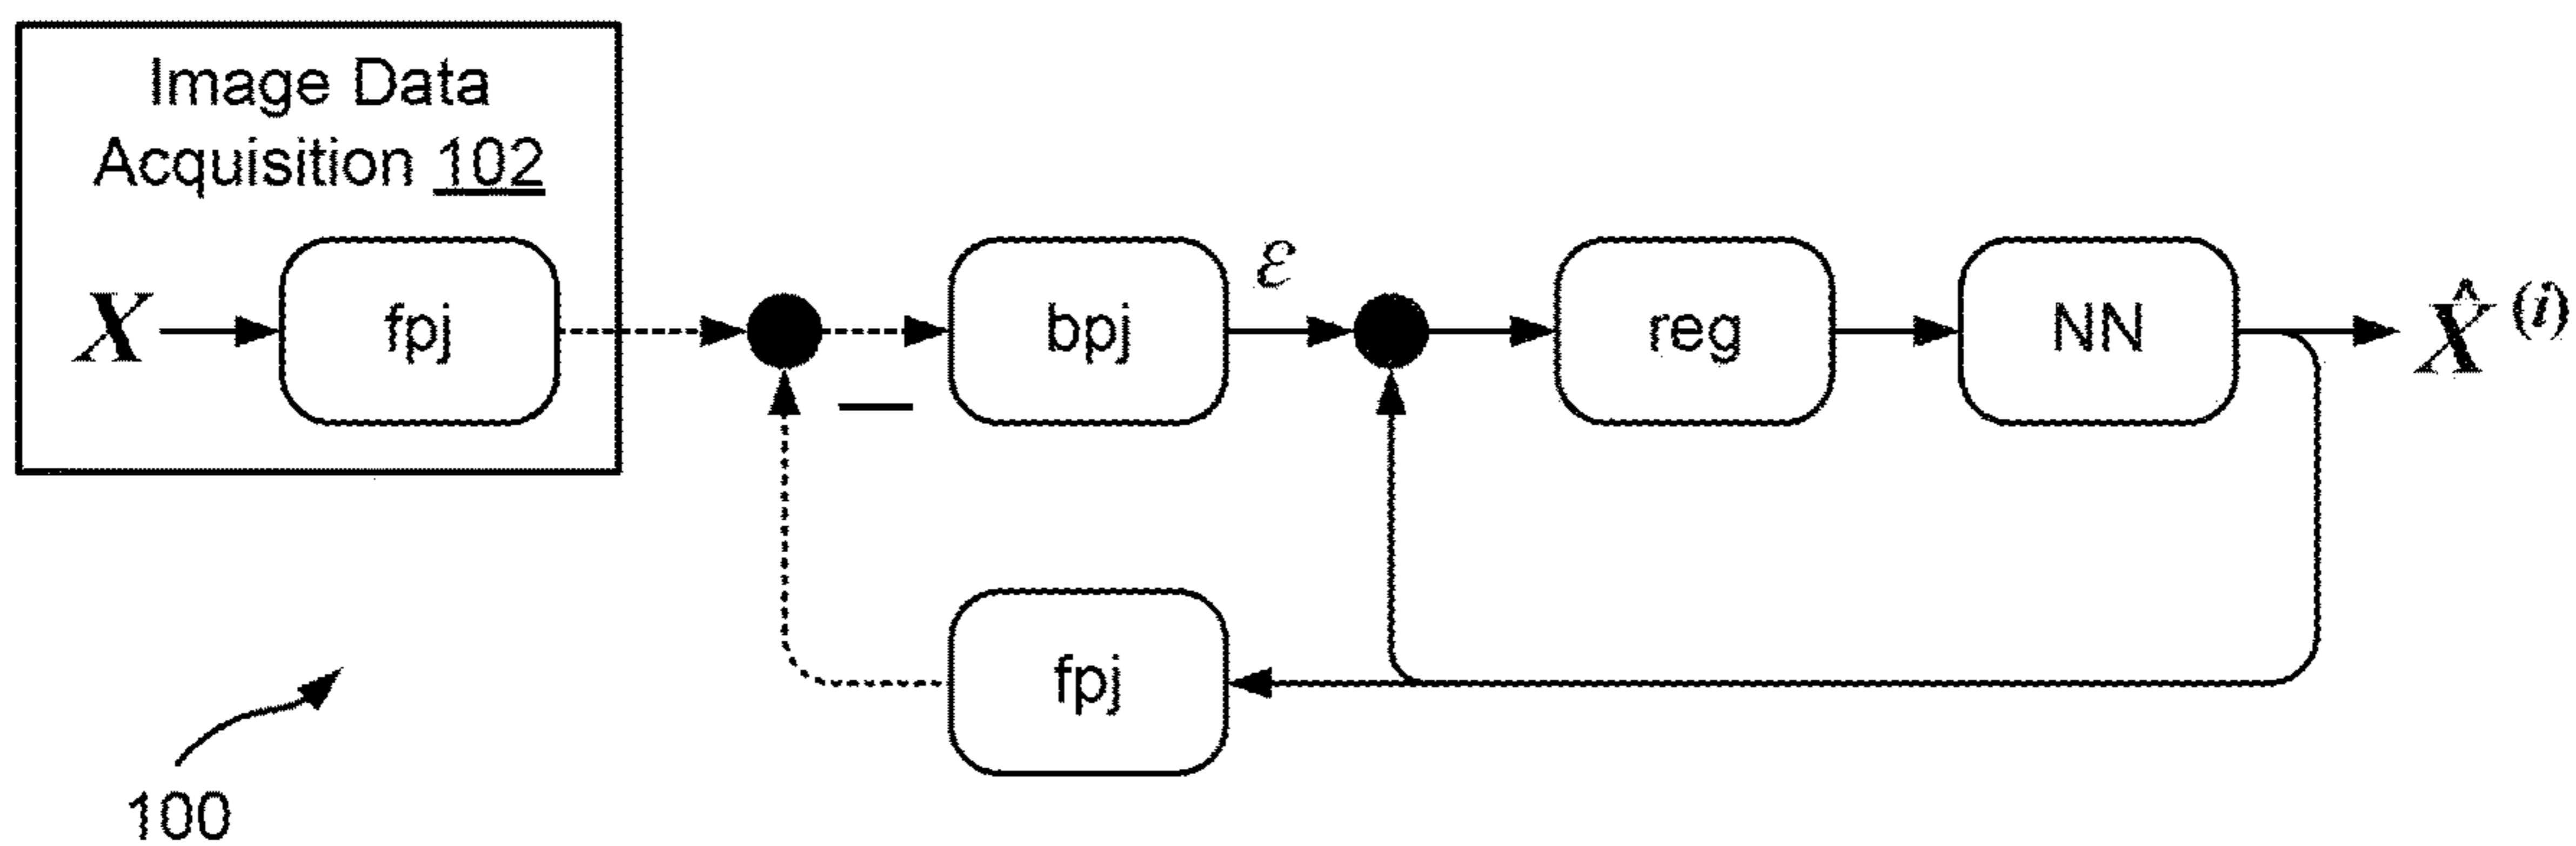 Image Data
Acquisition 102
X
fpj
bpj
ε
reg
NN
X̂(i)
—
fpj
100